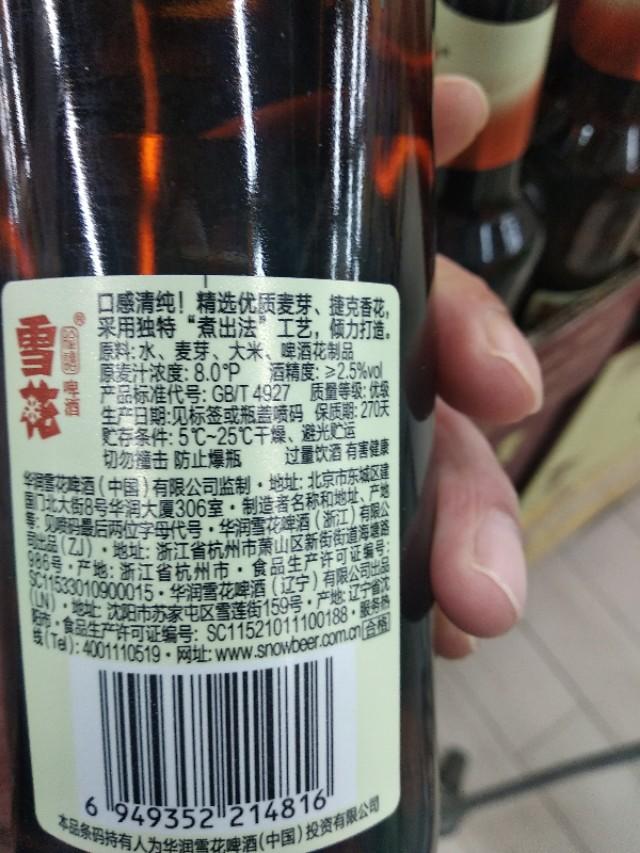 雪花®
啤酒
口感清纯！精选优质麦芽、捷克香花，
采用独特“煮出法”工艺，倾力打造。
原料:水、麦芽、大米、啤酒花制品
原麦汁浓度: 8.0°P 酒精度: ≥2.5%vol
产品标准代号: GB/T 4927 质量等级: 优级
生产日期:见标签或瓶盖喷码 保质期: 270天
贮存条件: 5℃~25℃干燥、避光贮运
切勿撞击 防止爆瓶 过量饮酒 有害健康
华润雪花啤酒（中国）有限公司监制·地址: 北京市东城区建
国门北大街8号华润大厦306室·制造者名称和地址、产地
等: 见喷码最后两位字母代号·华润雪花啤酒（浙江）有限公
司出品（ZJ）·地址: 浙江省杭州市萧山区新街街道海塘路
986号·产地: 浙江省杭州市·食品生产许可证编号:
SC11533010900015·华润雪花啤酒（辽宁）有限公司出品
（LN）·地址: 沈阳市苏家屯区雪莲街159号·产地: 辽宁省沈
阳市·食品生产许可证编号: SC11521011100188·服务热
线（Tel）: 4001110519·网址: www.snowbeer.com.cn 合格
6 949352 214816
本品条码持有人为华润雪花啤酒(中国)投资有限公司